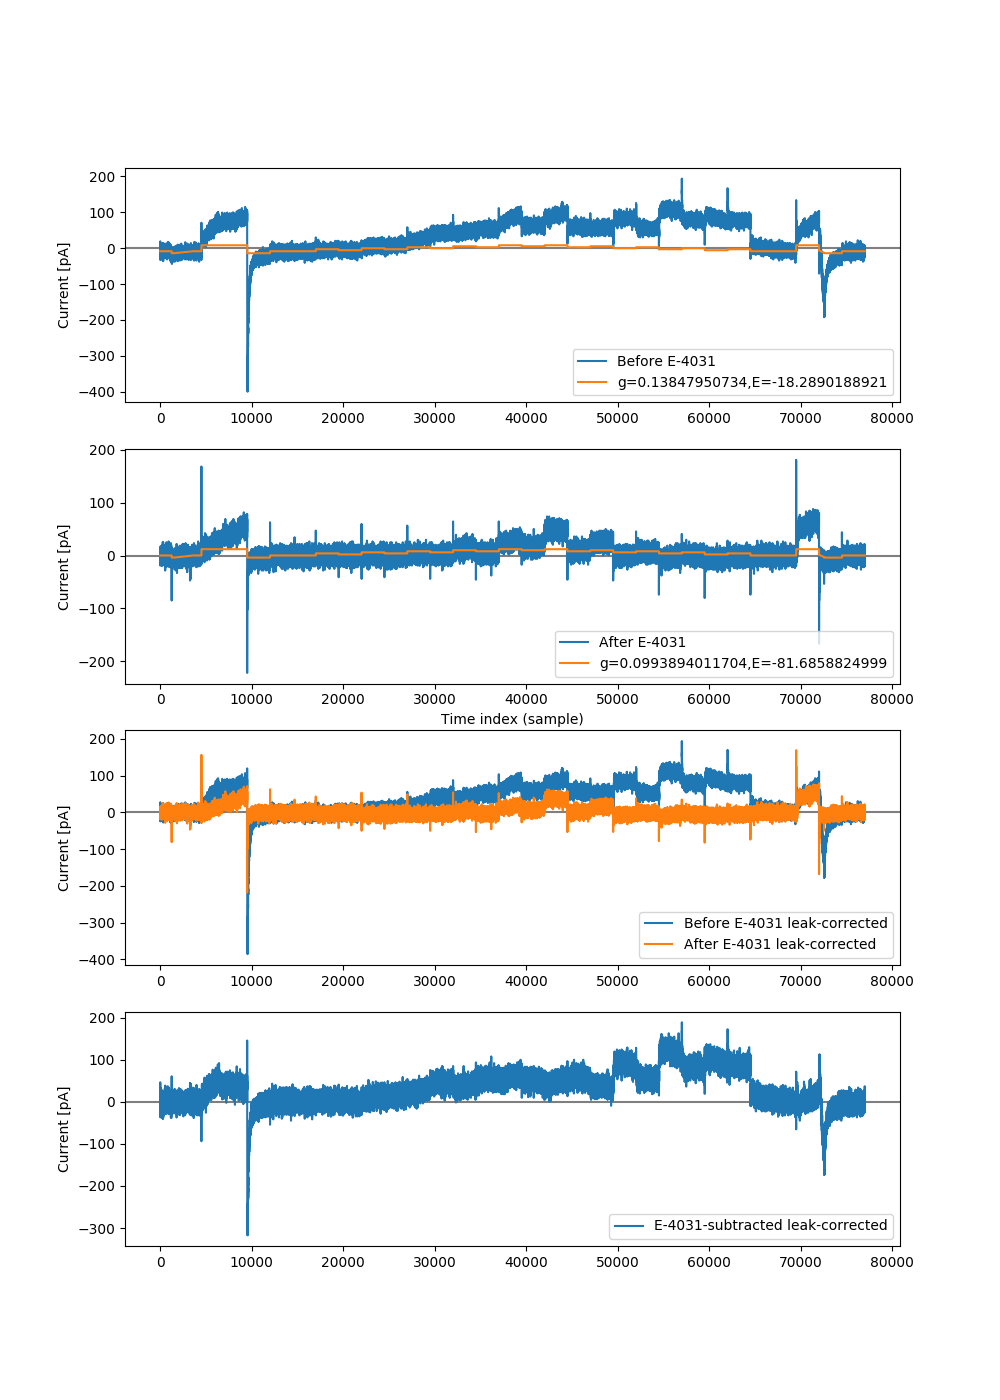 200
100
0
−100
−200
−300
−400
Current [pA]
Before E-4031
g=0.13847950734,E=-18.2890188921
0 10000 20000 30000 40000 50000 60000 70000 80000
200
100
0
−100
−200
Current [pA]
After E-4031
g=0.0993894011704,E=-81.6858824999
0 10000 20000 30000 40000 50000 60000 70000 80000
Time index (sample)
200
100
0
−100
−200
−300
−400
Current [pA]
Before E-4031 leak-corrected
After E-4031 leak-corrected
0 10000 20000 30000 40000 50000 60000 70000 80000
200
100
0
−100
−200
−300
Current [pA]
E-4031-subtracted leak-corrected
0 10000 20000 30000 40000 50000 60000 70000 80000